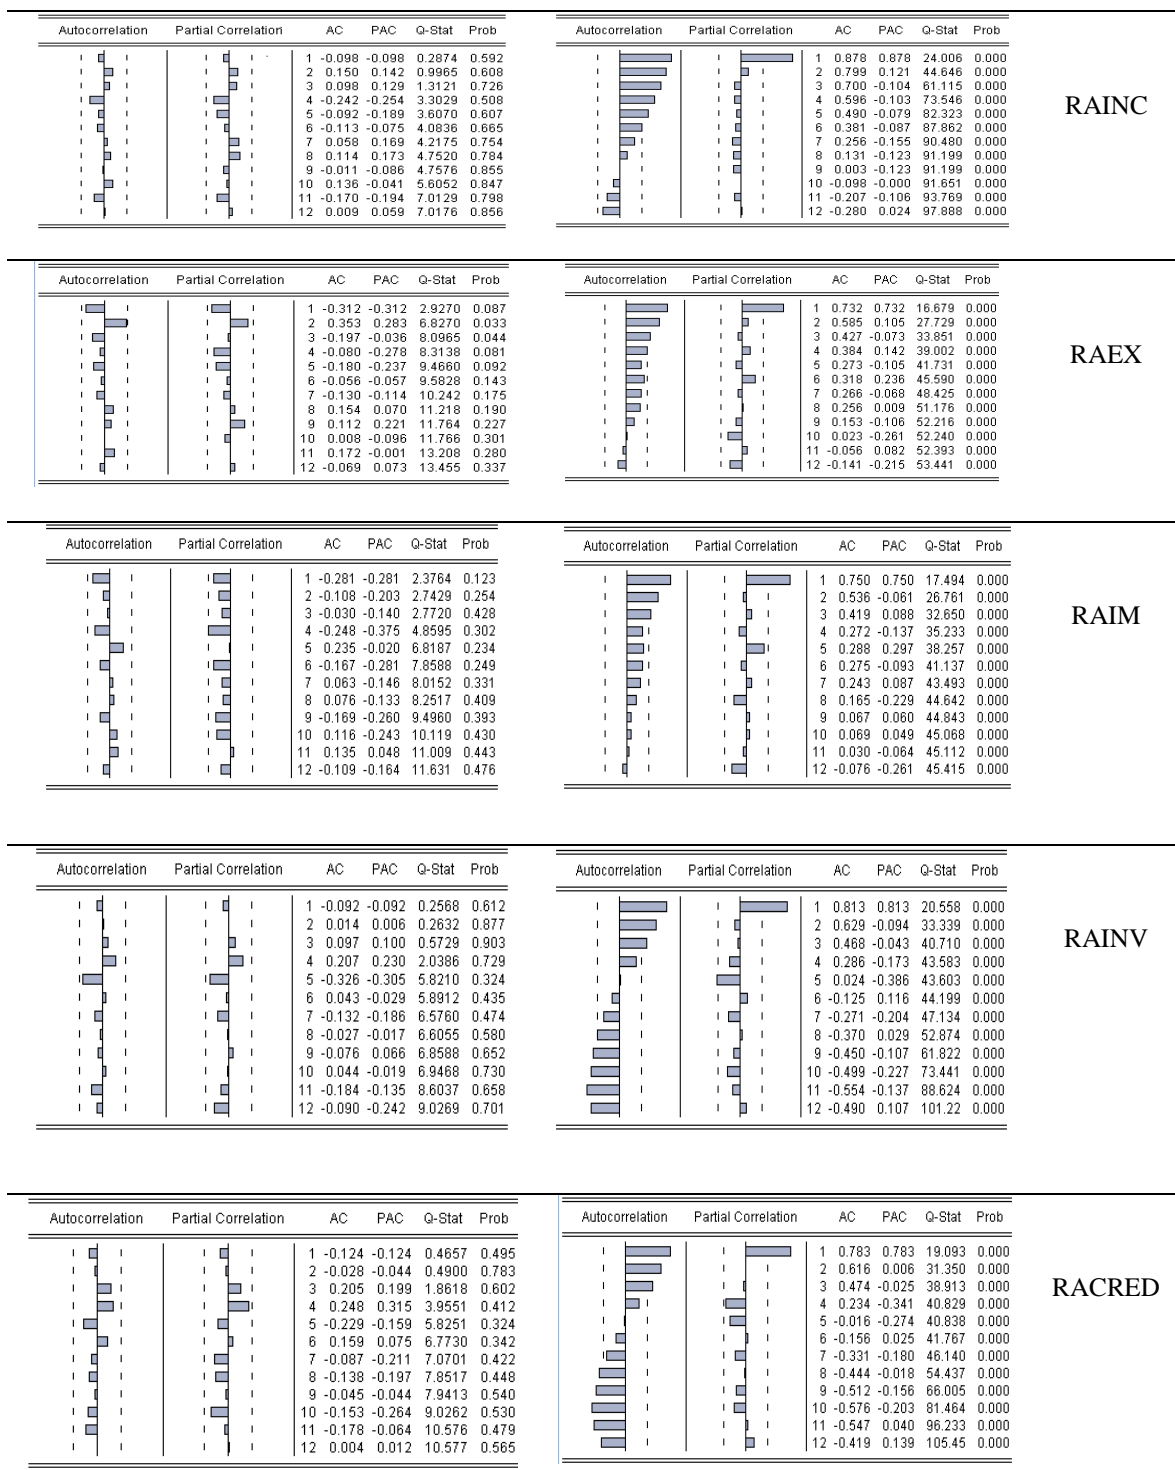 Autocorrelation Partial Correlation AC PAC Q-Stat Prob
1 -0.098 -0.098 0.2874 0.592
2 0.150 0.142 0.9965 0.608
3 0.098 0.129 1.3121 0.726
4 -0.242 -0.254 3.3029 0.508
5 -0.092 -0.189 3.6070 0.607
6 -0.113 -0.075 4.0836 0.665
7 0.058 0.169 4.2175 0.754
8 0.114 0.173 4.7520 0.784
9 -0.011 -0.086 4.7576 0.855
10 0.136 -0.041 5.6052 0.847
11 -0.170 -0.194 7.0129 0.798
12 0.009 0.059 7.0176 0.856
Autocorrelation Partial Correlation AC PAC Q-Stat Prob
1 0.878 0.878 24.006 0.000
2 0.799 0.121 44.646 0.000
3 0.700 -0.104 61.115 0.000
4 0.596 -0.103 73.546 0.000
5 0.490 -0.079 82.323 0.000
6 0.381 -0.087 87.862 0.000
7 0.256 -0.155 90.480 0.000
8 0.131 -0.123 91.199 0.000
9 0.003 -0.123 91.199 0.000
10 -0.098 -0.000 91.651 0.000
11 -0.207 -0.106 93.769 0.000
12 -0.280 0.024 97.888 0.000
RAINC
Autocorrelation Partial Correlation AC PAC Q-Stat Prob
1 -0.312 -0.312 2.9270 0.087
2 0.353 0.283 6.8270 0.033
3 -0.197 -0.036 8.0965 0.044
4 -0.080 -0.278 8.3138 0.081
5 -0.180 -0.237 9.4660 0.092
6 -0.056 -0.057 9.5828 0.143
7 -0.130 -0.114 10.242 0.175
8 0.154 0.070 11.218 0.190
9 0.112 0.221 11.764 0.227
10 0.008 -0.096 11.766 0.301
11 0.172 -0.001 13.208 0.280
12 -0.069 0.073 13.455 0.337
Autocorrelation Partial Correlation AC PAC Q-Stat Prob
1 0.732 0.732 16.679 0.000
2 0.585 0.105 27.729 0.000
3 0.427 -0.073 33.851 0.000
4 0.384 0.142 39.002 0.000
5 0.273 -0.105 41.731 0.000
6 0.318 0.236 45.590 0.000
7 0.266 -0.068 48.425 0.000
8 0.256 0.009 51.176 0.000
9 0.153 -0.106 52.216 0.000
10 0.023 -0.261 52.240 0.000
11 -0.056 0.082 52.393 0.000
12 -0.141 -0.215 53.441 0.000
RAEX
Autocorrelation Partial Correlation AC PAC Q-Stat Prob
1 -0.281 -0.281 2.3764 0.123
2 -0.108 -0.203 2.7429 0.254
3 -0.030 -0.140 2.7720 0.428
4 -0.248 -0.375 4.8595 0.302
5 0.235 -0.020 6.8187 0.234
6 -0.167 -0.281 7.8588 0.249
7 0.063 -0.146 8.0152 0.331
8 0.076 -0.133 8.2517 0.409
9 -0.169 -0.260 9.4960 0.393
10 0.116 -0.243 10.119 0.430
11 0.135 0.048 11.009 0.443
12 -0.109 -0.164 11.631 0.476
Autocorrelation Partial Correlation AC PAC Q-Stat Prob
1 0.750 0.750 17.494 0.000
2 0.536 -0.061 26.761 0.000
3 0.419 0.088 32.650 0.000
4 0.272 -0.137 35.233 0.000
5 0.288 0.297 38.257 0.000
6 0.275 -0.093 41.137 0.000
7 0.243 0.087 43.493 0.000
8 0.165 -0.229 44.642 0.000
9 0.067 0.060 44.843 0.000
10 0.069 0.049 45.068 0.000
11 0.030 -0.064 45.112 0.000
12 -0.076 -0.261 45.415 0.000
RAIM
Autocorrelation Partial Correlation AC PAC Q-Stat Prob
1 -0.092 -0.092 0.2568 0.612
2 0.014 0.006 0.2632 0.877
3 0.097 0.100 0.5729 0.903
4 0.207 0.230 2.0386 0.729
5 -0.326 -0.305 5.8210 0.324
6 0.043 -0.029 5.8912 0.435
7 -0.132 -0.186 6.5760 0.474
8 -0.027 -0.017 6.6055 0.580
9 -0.076 0.066 6.8588 0.652
10 0.044 -0.019 6.9468 0.730
11 -0.184 -0.135 8.6037 0.658
12 -0.090 -0.242 9.0269 0.701
Autocorrelation Partial Correlation AC PAC Q-Stat Prob
1 0.813 0.813 20.558 0.000
2 0.629 -0.094 33.339 0.000
3 0.468 -0.043 40.710 0.000
4 0.286 -0.173 43.583 0.000
5 0.024 -0.386 43.603 0.000
6 -0.125 0.116 44.199 0.000
7 -0.271 -0.204 47.134 0.000
8 -0.370 0.029 52.874 0.000
9 -0.450 -0.107 61.822 0.000
10 -0.499 -0.227 73.441 0.000
11 -0.554 -0.137 88.624 0.000
12 -0.490 0.107 101.22 0.000
RAINV
Autocorrelation Partial Correlation AC PAC Q-Stat Prob
1 -0.124 -0.124 0.4657 0.495
2 -0.028 -0.044 0.4900 0.783
3 0.205 0.199 1.8618 0.602
4 0.248 0.315 3.9551 0.412
5 -0.229 -0.159 5.8251 0.324
6 0.159 0.075 6.7730 0.342
7 -0.087 -0.211 7.0701 0.422
8 -0.138 -0.197 7.8517 0.448
9 -0.045 -0.044 7.9413 0.540
10 -0.153 -0.264 9.0262 0.530
11 -0.178 -0.064 10.576 0.479
12 0.004 0.012 10.577 0.565
Autocorrelation Partial Correlation AC PAC Q-Stat Prob
1 0.783 0.783 19.093 0.000
2 0.616 0.006 31.350 0.000
3 0.474 -0.025 38.913 0.000
4 0.234 -0.341 40.829 0.000
5 -0.016 -0.274 40.838 0.000
6 -0.156 0.025 41.767 0.000
7 -0.331 -0.180 46.140 0.000
8 -0.444 -0.018 54.437 0.000
9 -0.512 -0.156 66.005 0.000
10 -0.576 -0.203 81.464 0.000
11 -0.547 0.040 96.233 0.000
12 -0.419 0.139 105.45 0.000
RACRED